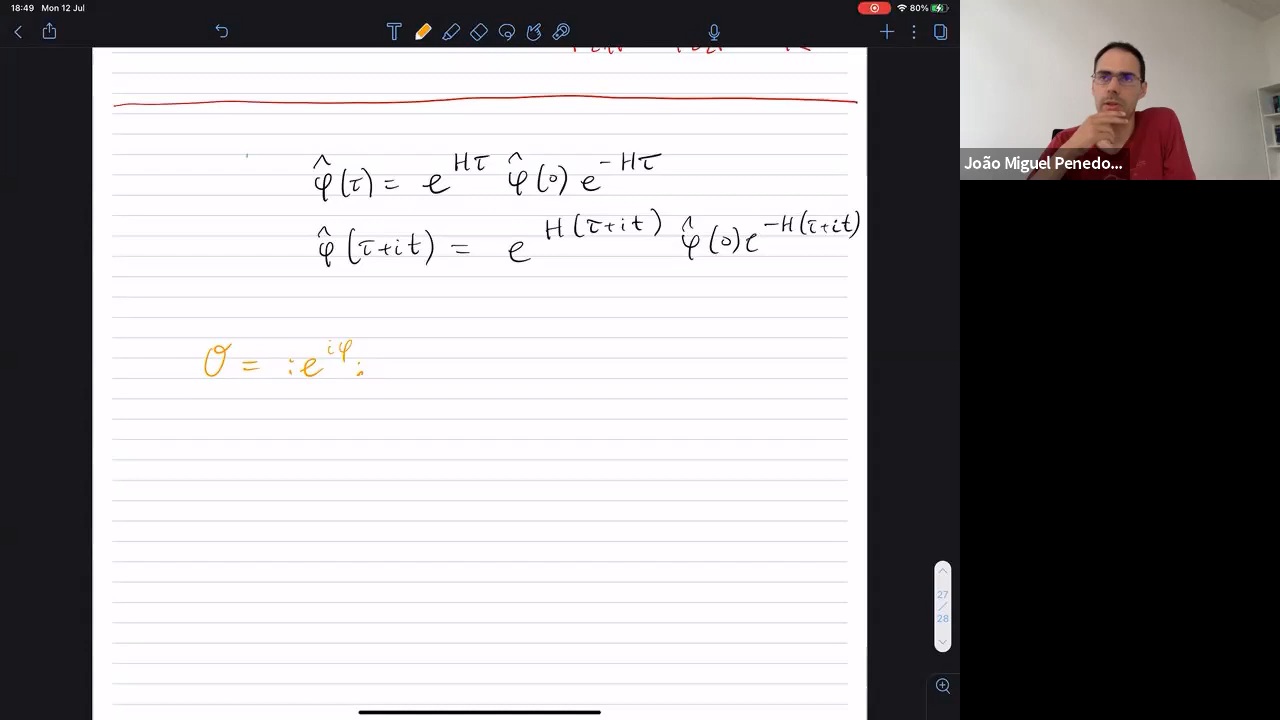 18:49 Mon 12 Jul
80%
φ̂(τ) = e^{Hτ} φ̂(0) e^{-Hτ}
φ̂(τ+it) = e^{H(τ+it)} φ̂(0) e^{-H(τ+it)}
O = :e^{iφ}:
João Miguel Penedo...
27
/
28